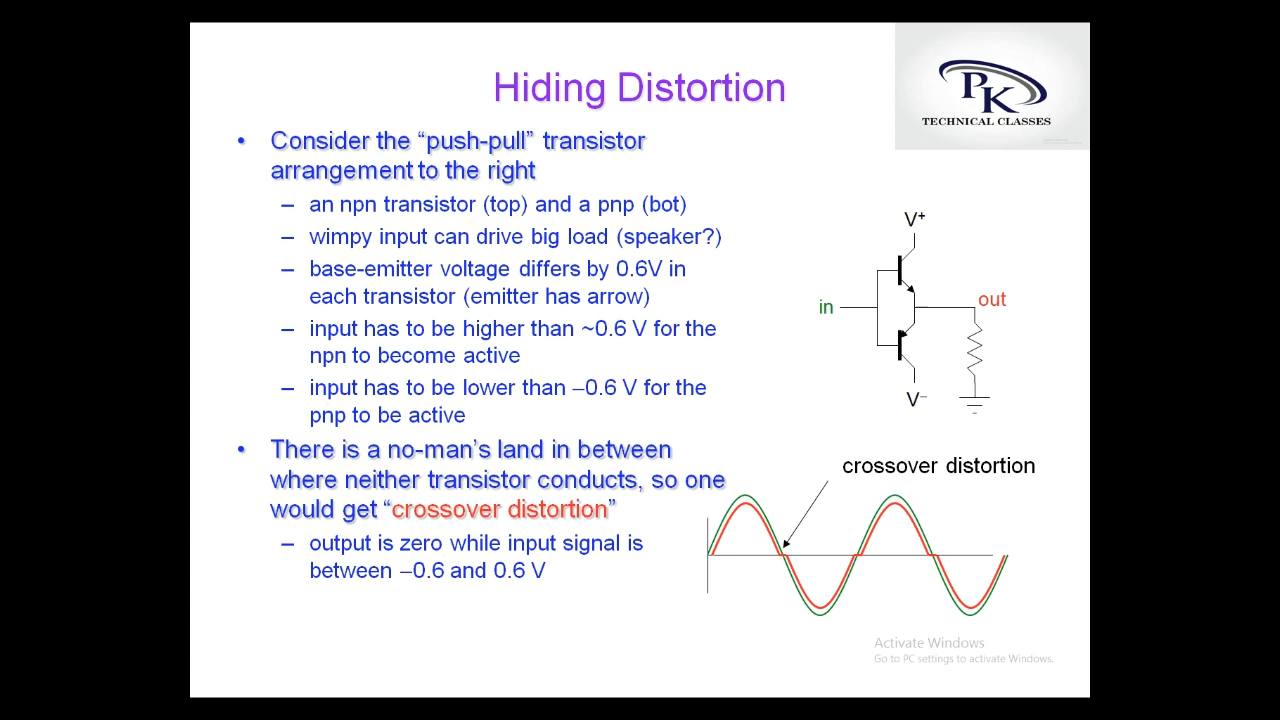 Hiding Distortion
PK
TECHNICAL CLASSES
• Consider the “push-pull” transistor
arrangement to the right
– an npn transistor (top) and a pnp (bot)
– wimpy input can drive big load (speaker?)
– base-emitter voltage differs by 0.6V in
each transistor (emitter has arrow)
– input has to be higher than ~0.6 V for the
npn to become active
– input has to be lower than –0.6 V for the
pnp to be active
• There is a no-man’s land in between
where neither transistor conducts, so one
would get “crossover distortion”
– output is zero while input signal is
between –0.6 and 0.6 V
V⁺
in
out
V⁻
crossover distortion
Activate Windows
Go to PC settings to activate Windows.